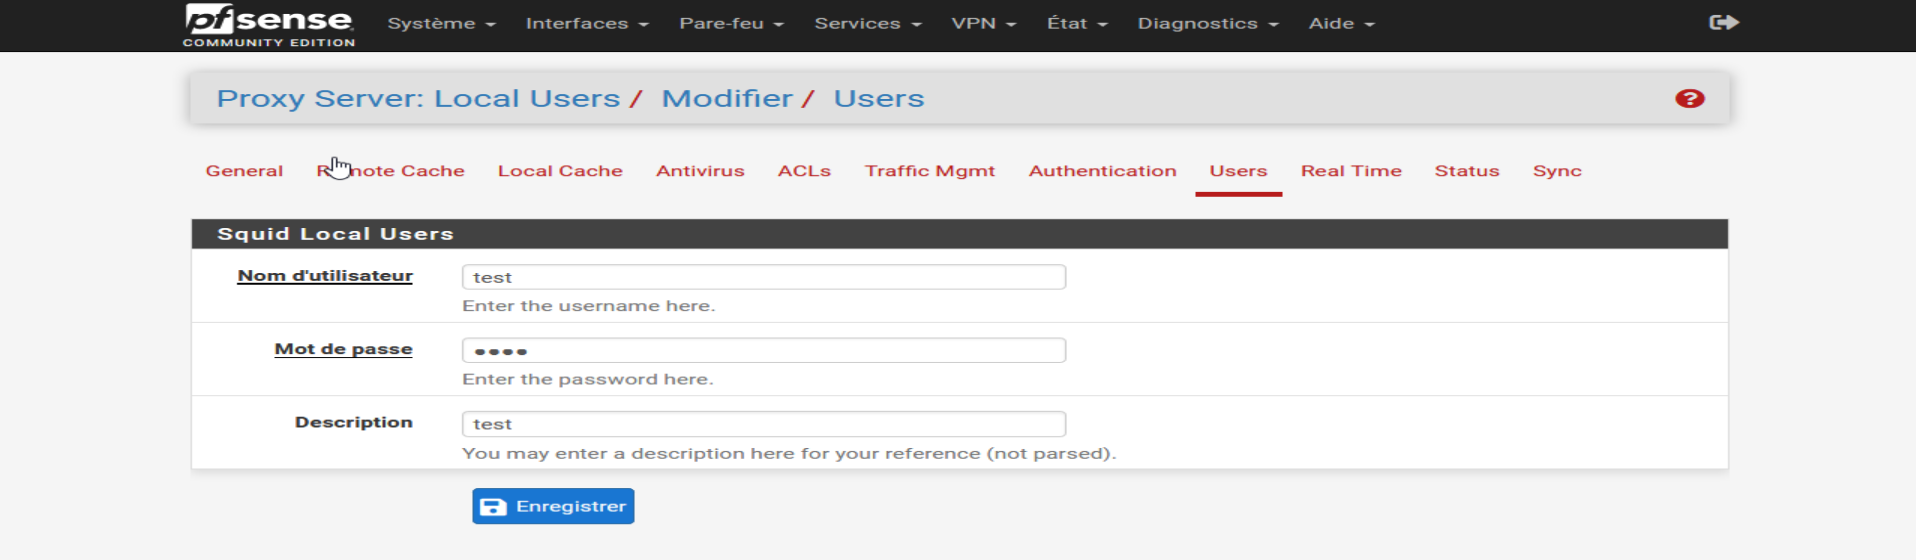 pfsense COMMUNITY EDITION Système Interfaces Pare-feu Services VPN État Diagnostics Aide
Proxy Server: Local Users / Modifier / Users
General Remote Cache Local Cache Antivirus ACLs Traffic Mgmt Authentication Users Real Time Status Sync
Squid Local Users
Nom d'utilisateur test
Enter the username here.
Mot de passe ••••
Enter the password here.
Description test
You may enter a description here for your reference (not parsed).
Enregistrer